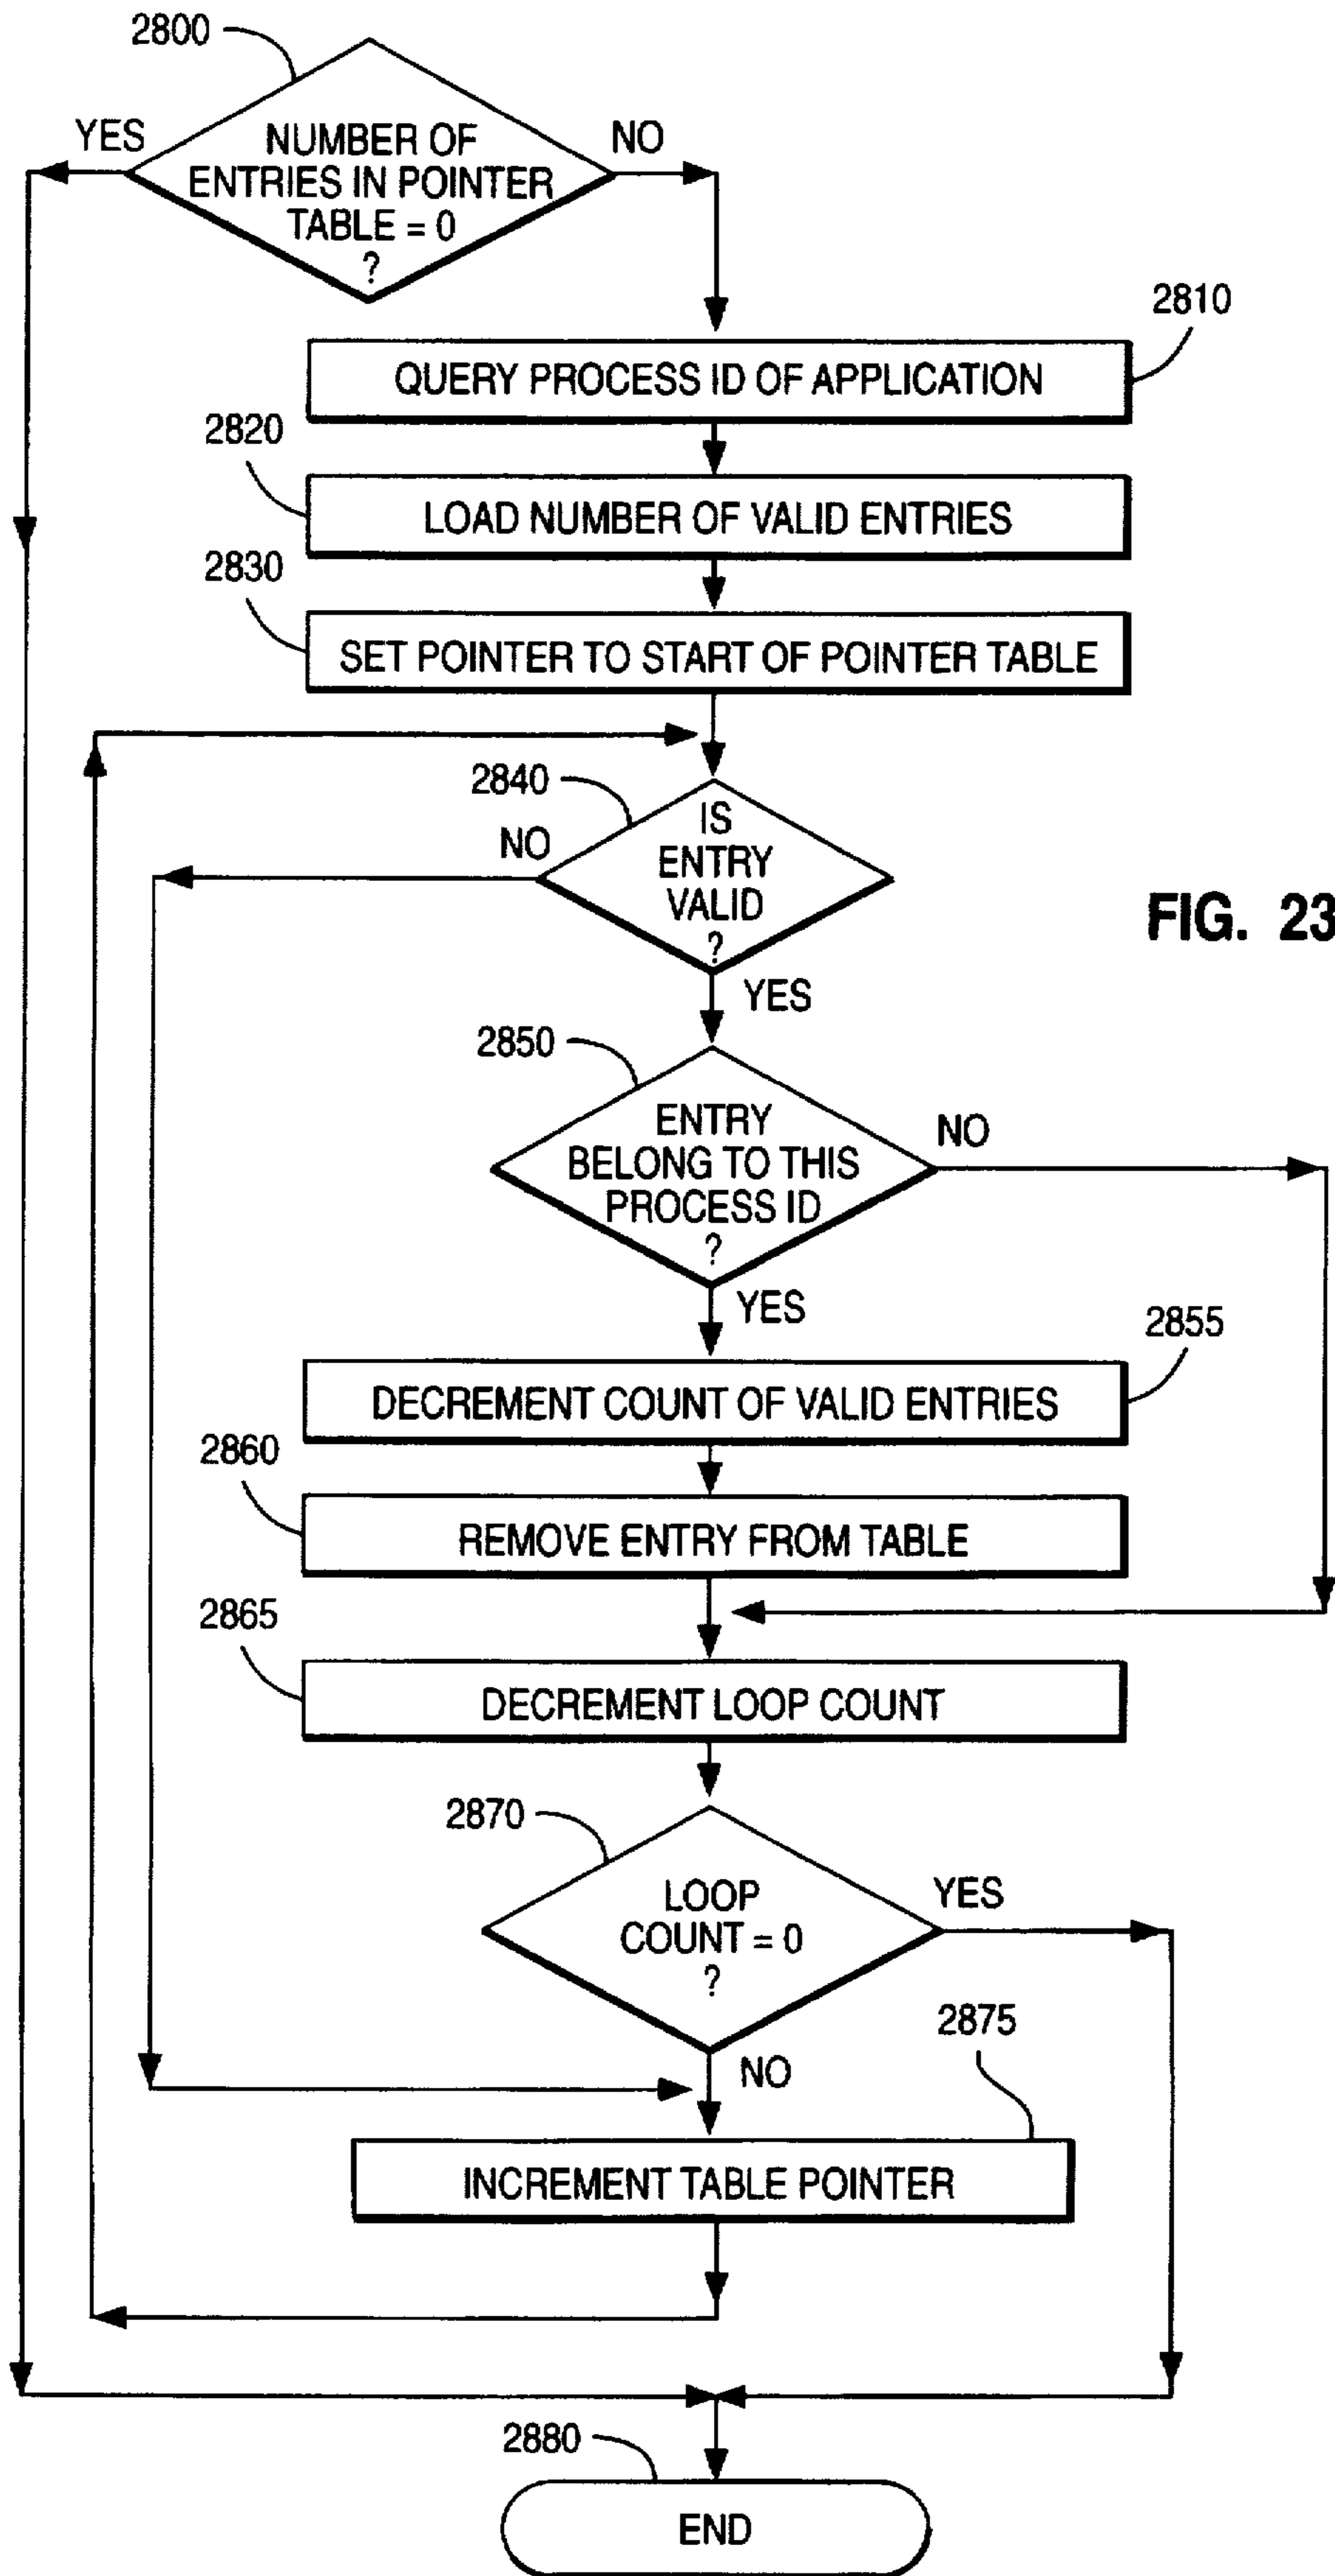 2800
YES
NO
NUMBER OF
ENTRIES IN POINTER
TABLE = 0
?
2810
QUERY PROCESS ID OF APPLICATION
2820
LOAD NUMBER OF VALID ENTRIES
2830
SET POINTER TO START OF POINTER TABLE
2840
NO
IS
ENTRY
VALID
?
FIG. 23
YES
2850
ENTRY
BELONG TO THIS
PROCESS ID
?
NO
YES
2855
DECREMENT COUNT OF VALID ENTRIES
2860
REMOVE ENTRY FROM TABLE
2865
DECREMENT LOOP COUNT
2870
LOOP
COUNT = 0
?
YES
2875
NO
INCREMENT TABLE POINTER
2880
END